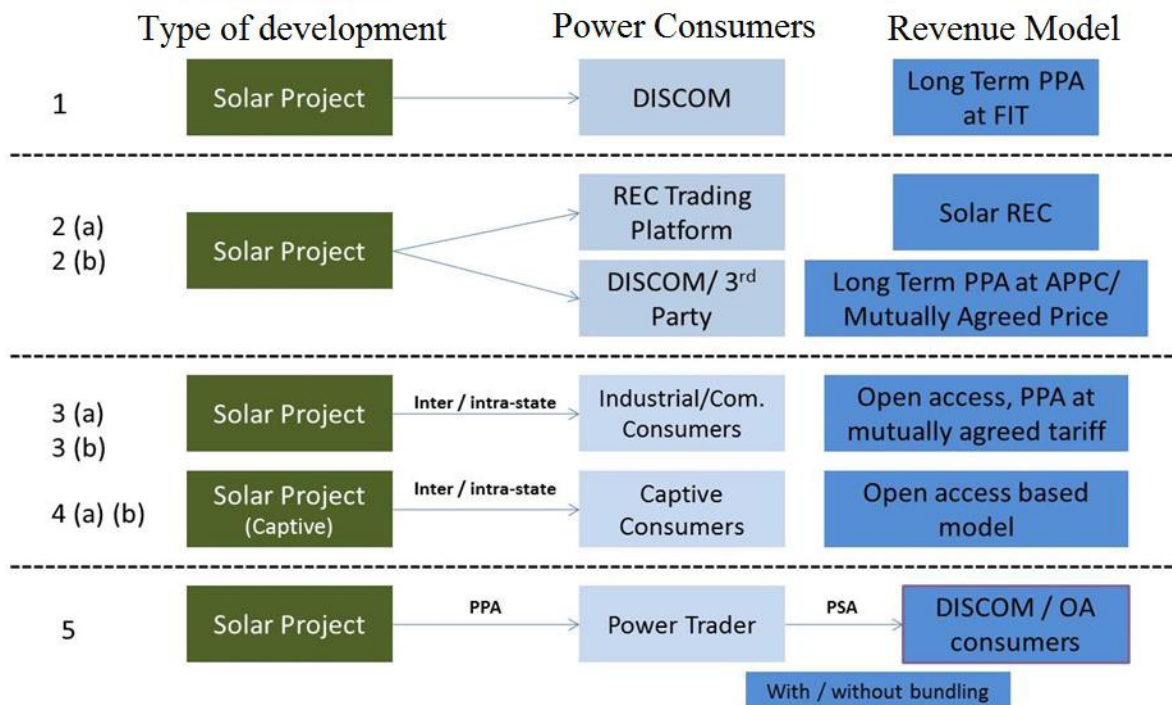 Type of development
Power Consumers
Revenue Model
1
Solar Project
DISCOM
Long Term PPA
at FIT
2 (a)
2 (b)
Solar Project
REC Trading
Platform
Solar REC
DISCOM/ 3rd
Party
Long Term PPA at APPC/
Mutually Agreed Price
3 (a)
3 (b)
Solar Project
Inter / intra-state
Industrial/Com.
Consumers
Open access, PPA at
mutually agreed tariff
4 (a) (b)
Solar Project
(Captive)
Inter / intra-state
Captive
Consumers
Open access based
model
5
Solar Project
PPA
Power Trader
PSA
DISCOM / OA
consumers
With / without bundling